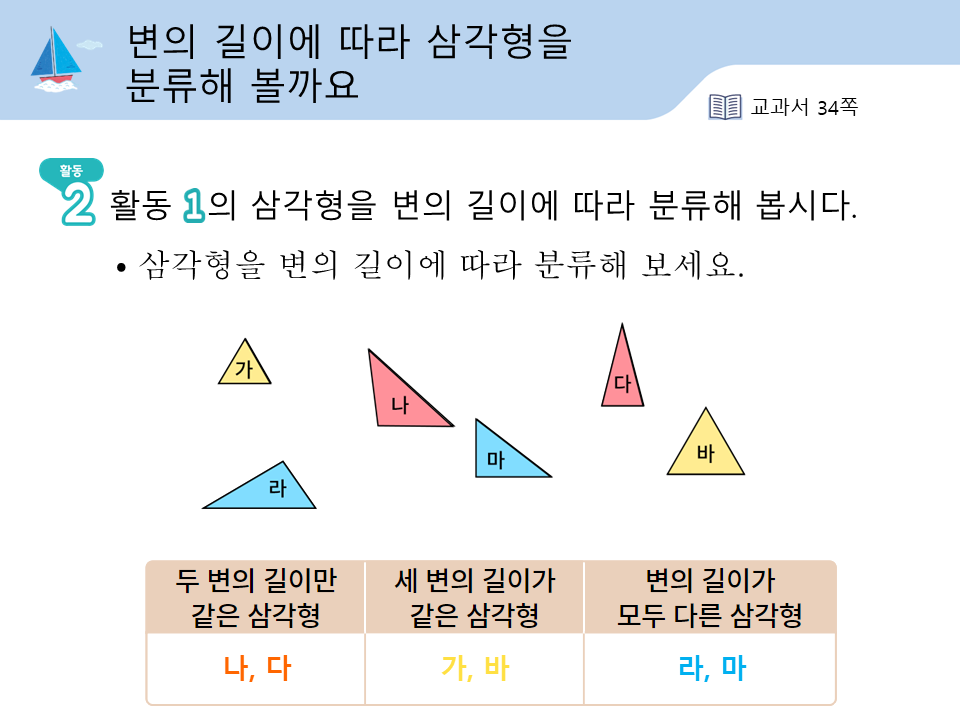 변의 길이에 따라 삼각형을
분류해 볼까요
교과서 34쪽
활동
2 활동 1의 삼각형을 변의 길이에 따라 분류해 봅시다.
• 삼각형을 변의 길이에 따라 분류해 보세요.
가
나
다
라
마
바
두 변의 길이만
같은 삼각형
세 변의 길이가
같은 삼각형
변의 길이가
모두 다른 삼각형
나, 다
가, 바
라, 마